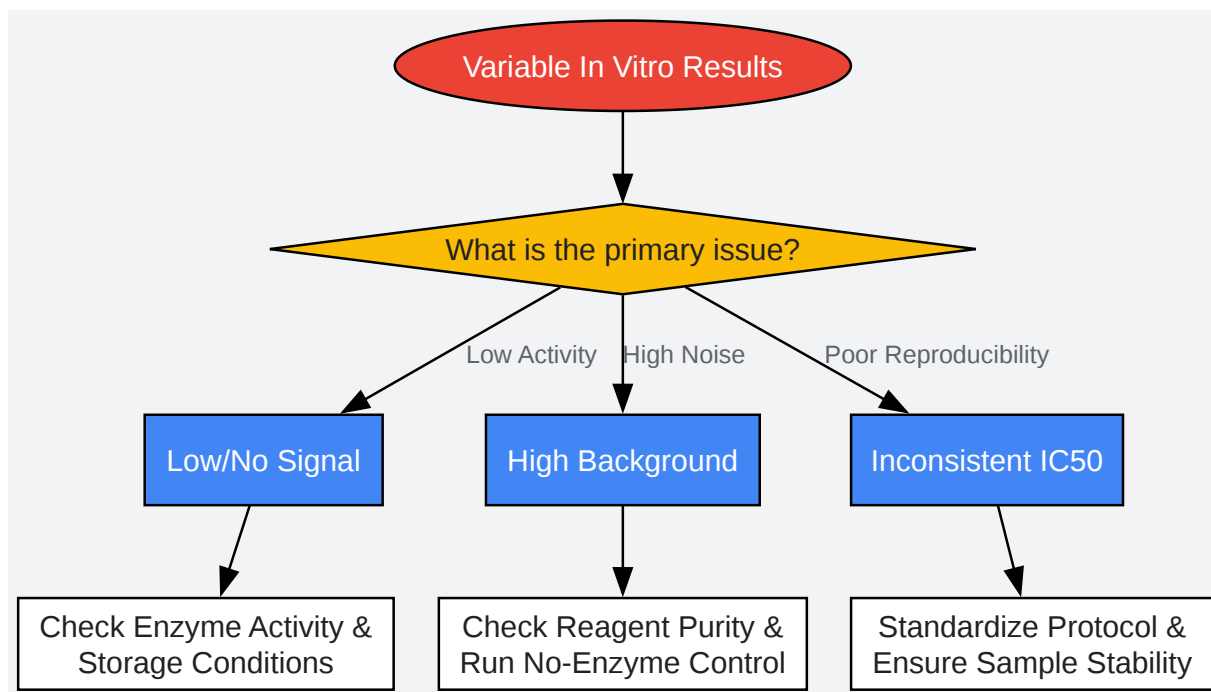 Variable In Vitro Results
What is the primary issue?
Low Activity
High Noise
Poor Reproducibility
Low/No Signal
High Background
Inconsistent IC50
Check Enzyme Activity &
Storage Conditions
Check Reagent Purity &
Run No-Enzyme Control
Standardize Protocol &
Ensure Sample Stability